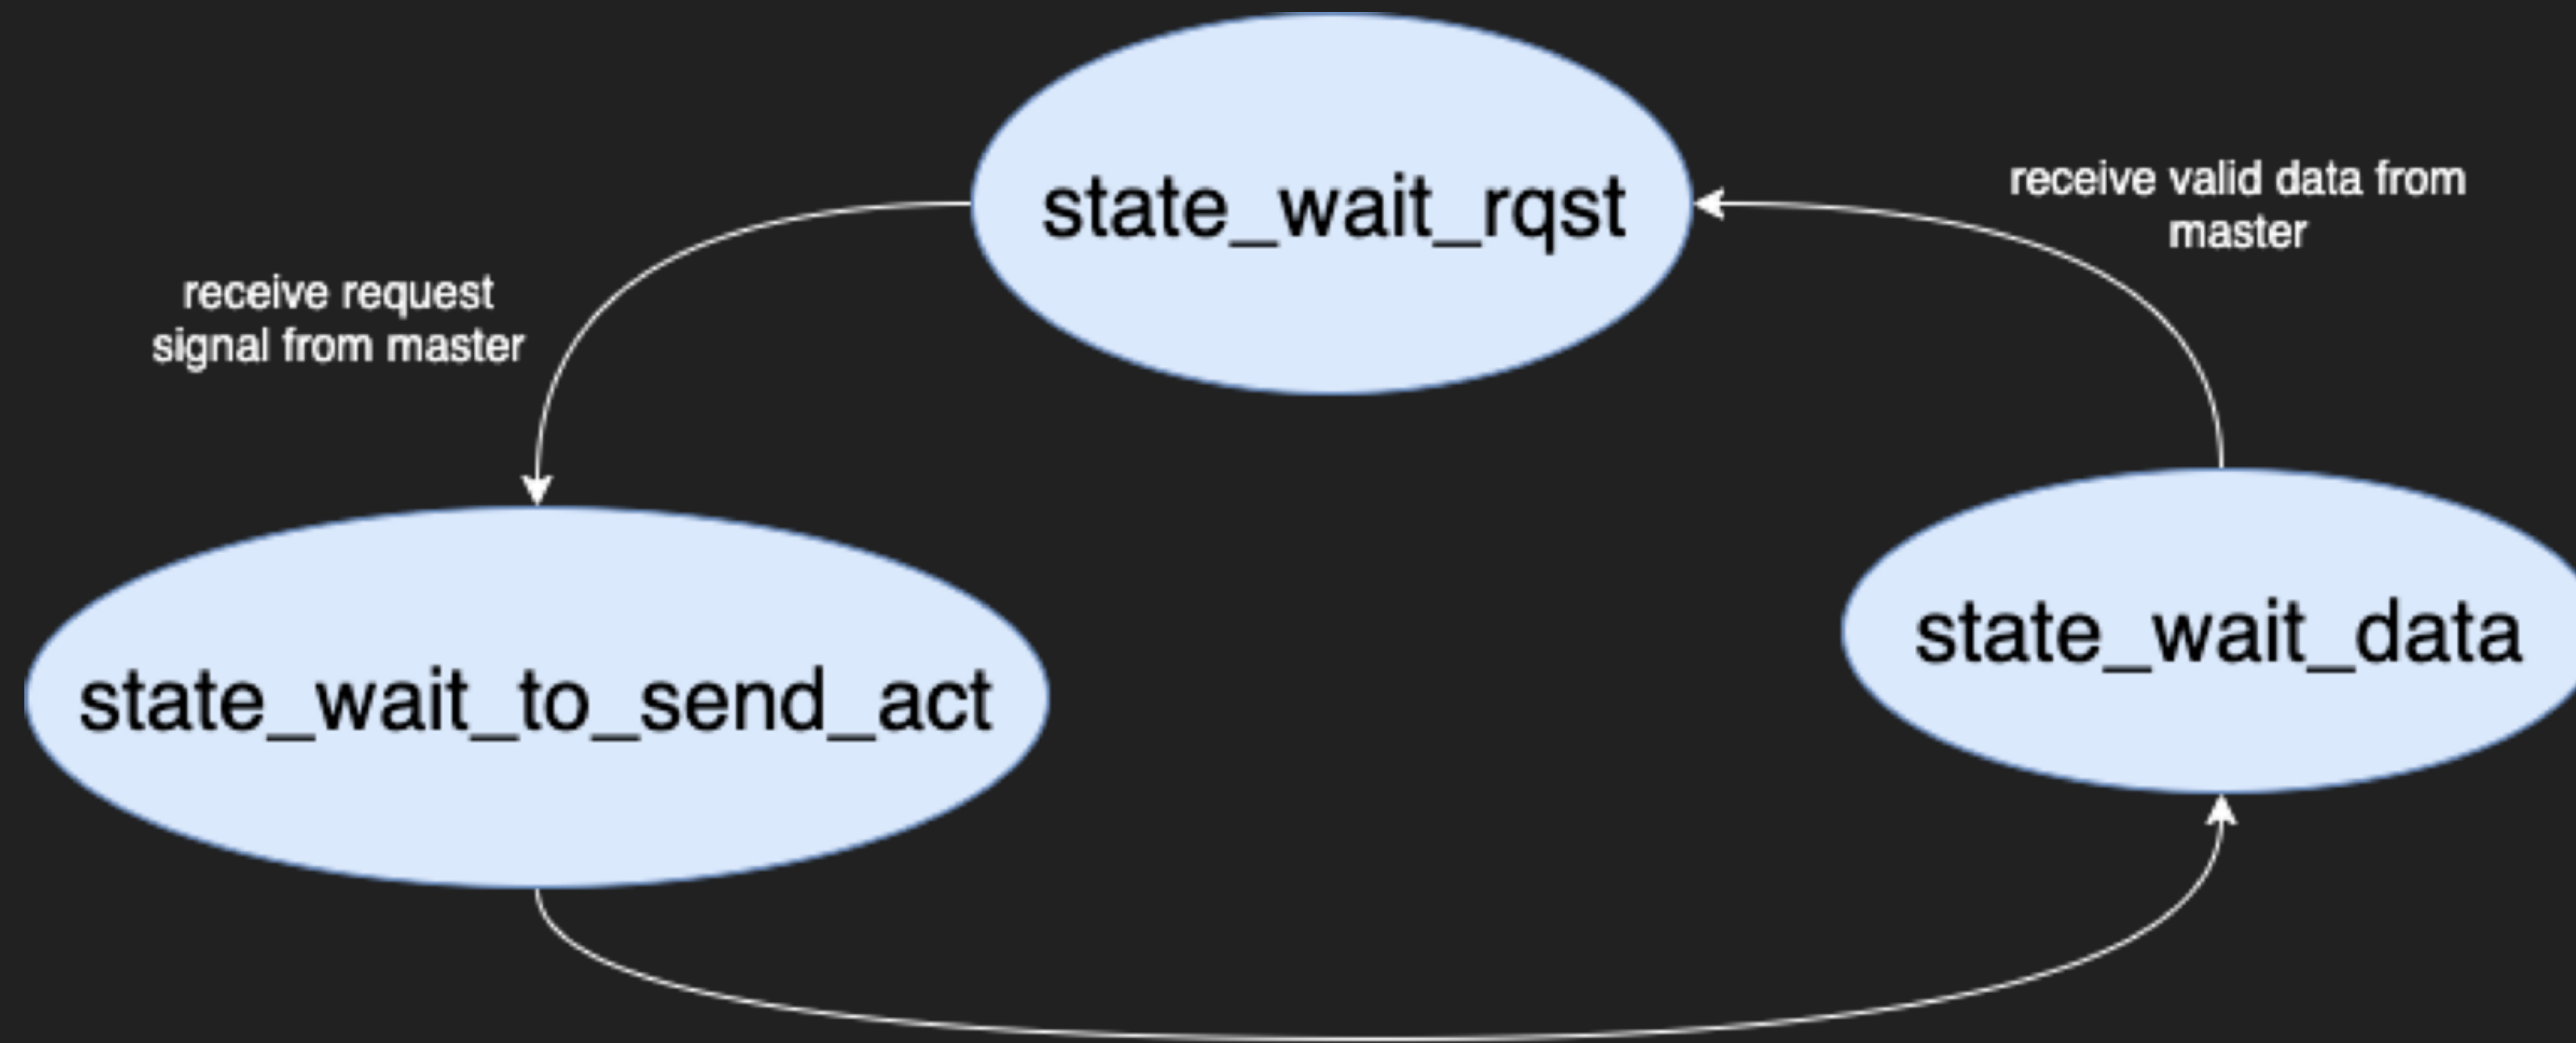 state_wait_rqst
receive valid data from
master
receive request
signal from master
state_wait_to_send_act
state_wait_data